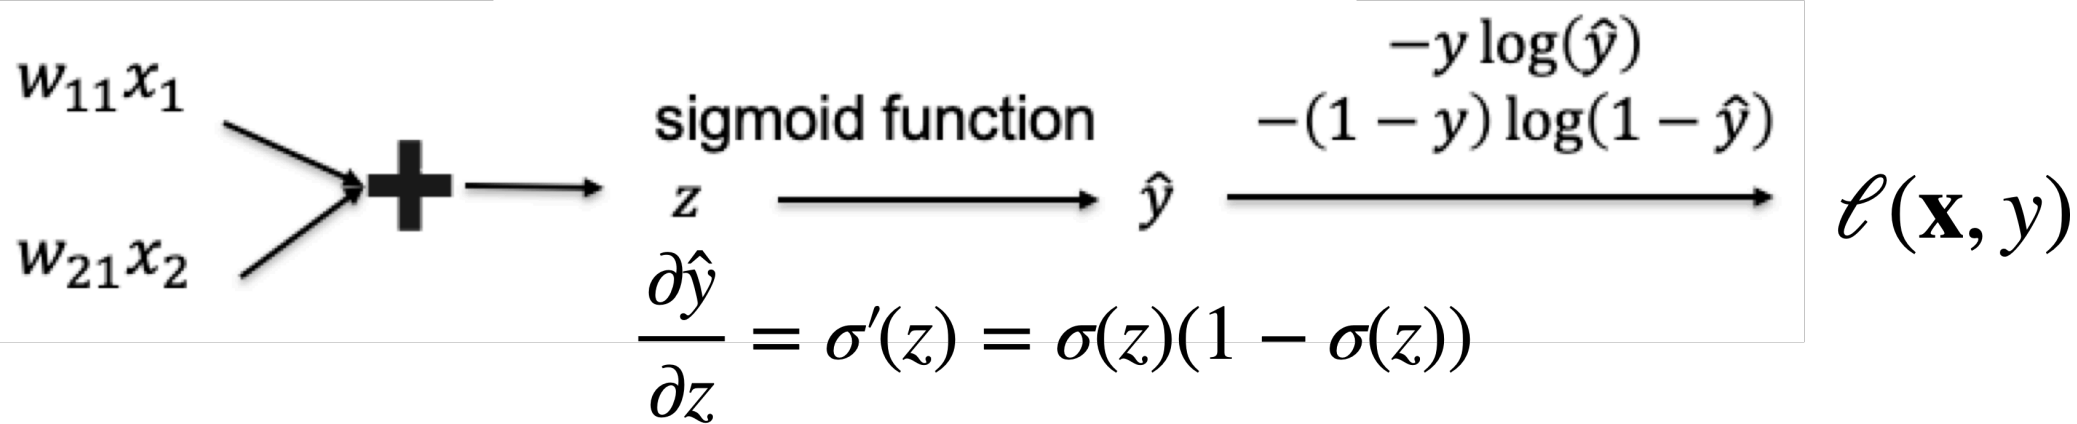 −y log(ŷ)
−(1 − y) log(1 − ŷ)
w₁₁x₁
sigmoid function
w₂₁x₂
z
ŷ
ℓ(𝐱, y)
∂ŷ/∂z = σ′(z) = σ(z)(1 − σ(z))